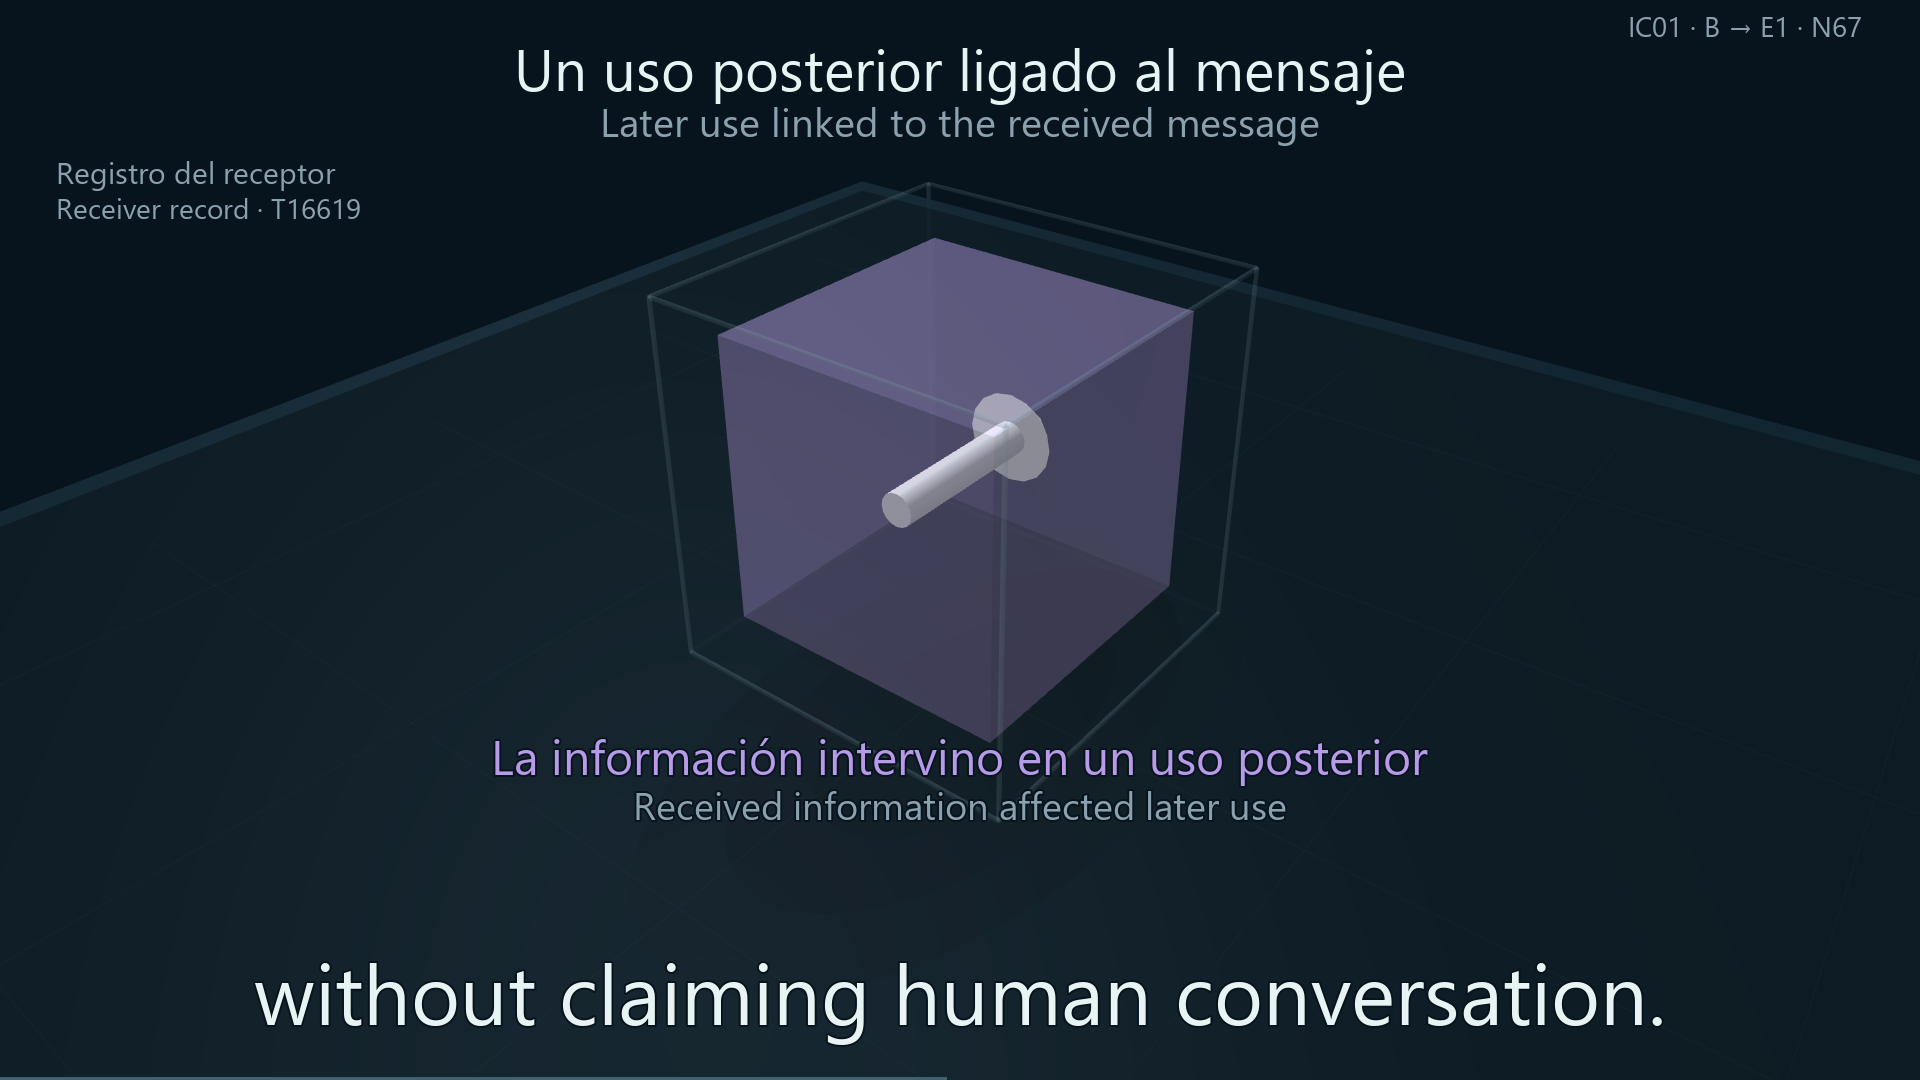 IC01 · B → E1 · N67
Un uso posterior ligado al mensaje
Later use linked to the received message
Registro del receptor
Receiver record · T16619
La información intervino en un uso posterior
Received information affected later use
without claiming human conversation.